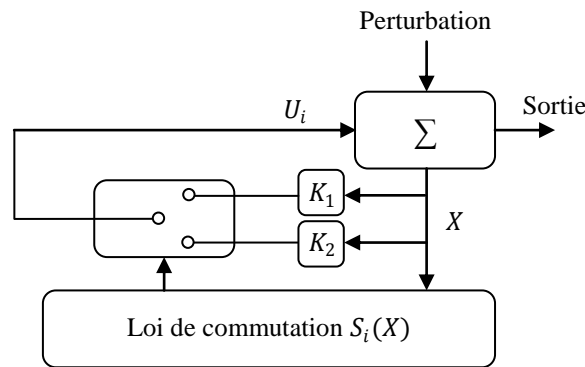 Perturbation
Sortie
U_i
∑
K_1
X
K_2
Loi de commutation S_i(X)